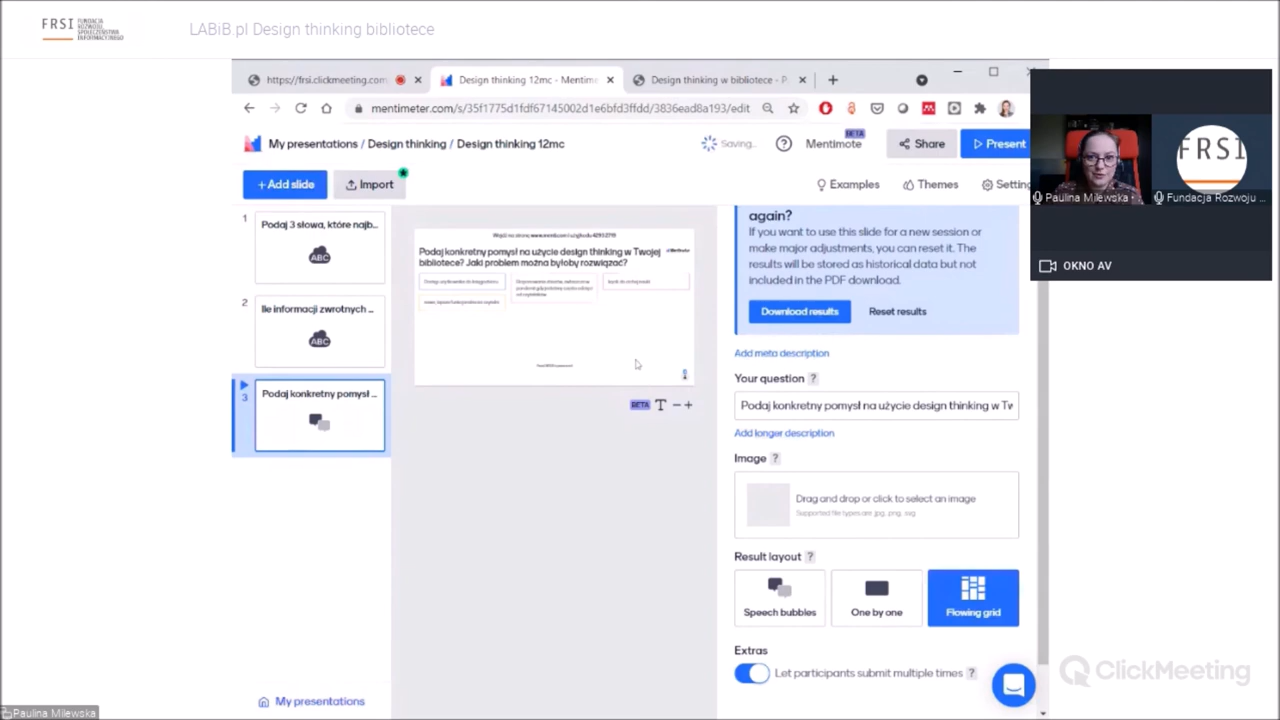 FRSI FUNDACJA
ROZWOJU
SPOŁECZEŃSTWA
INFORMACYJNEGO
LABiB.pl Design thinking bibliotece
https://frsi.clickmeeting.com
Design thinking 12mc - Mentime
Design thinking w bibliotece - P
mentimeter.com/s/35f1775d1fdf67145002d1e6bfd3ffdd/3836ead8a193/edit
My presentations / Design thinking / Design thinking 12mc
Saving..
Mentimote
BETA
Share
Present
+ Add slide
Import
Examples
Themes
Setting
1
Podaj 3 słowa, które najb...
ABC
2
Ile informacji zwrotnych ...
ABC
3
Podaj konkretny pomysł ...
My presentations
Podaj konkretny pomysł na użycie design thinking w Twojej
bibliotece? Jaki problem można byłoby rozwiązać?
Mentimeter
BETA T − +
again?
If you want to use this slide for a new session or
make major adjustments, you can reset it. The
results will be stored as historical data but not
included in the PDF download.
Download results
Reset results
Add meta description
Your question ?
Podaj konkretny pomysł na użycie design thinking w Tw
Add longer description
Image ?
Drag and drop or click to select an image
Supported file types are jpg, png, svg
Result layout ?
Speech bubbles
One by one
Flowing grid
Extras
Let participants submit multiple times ?
FRSI
Paulina Milewska
Fundacja Rozwoju ...
OKNO AV
ClickMeeting
Paulina Milewska